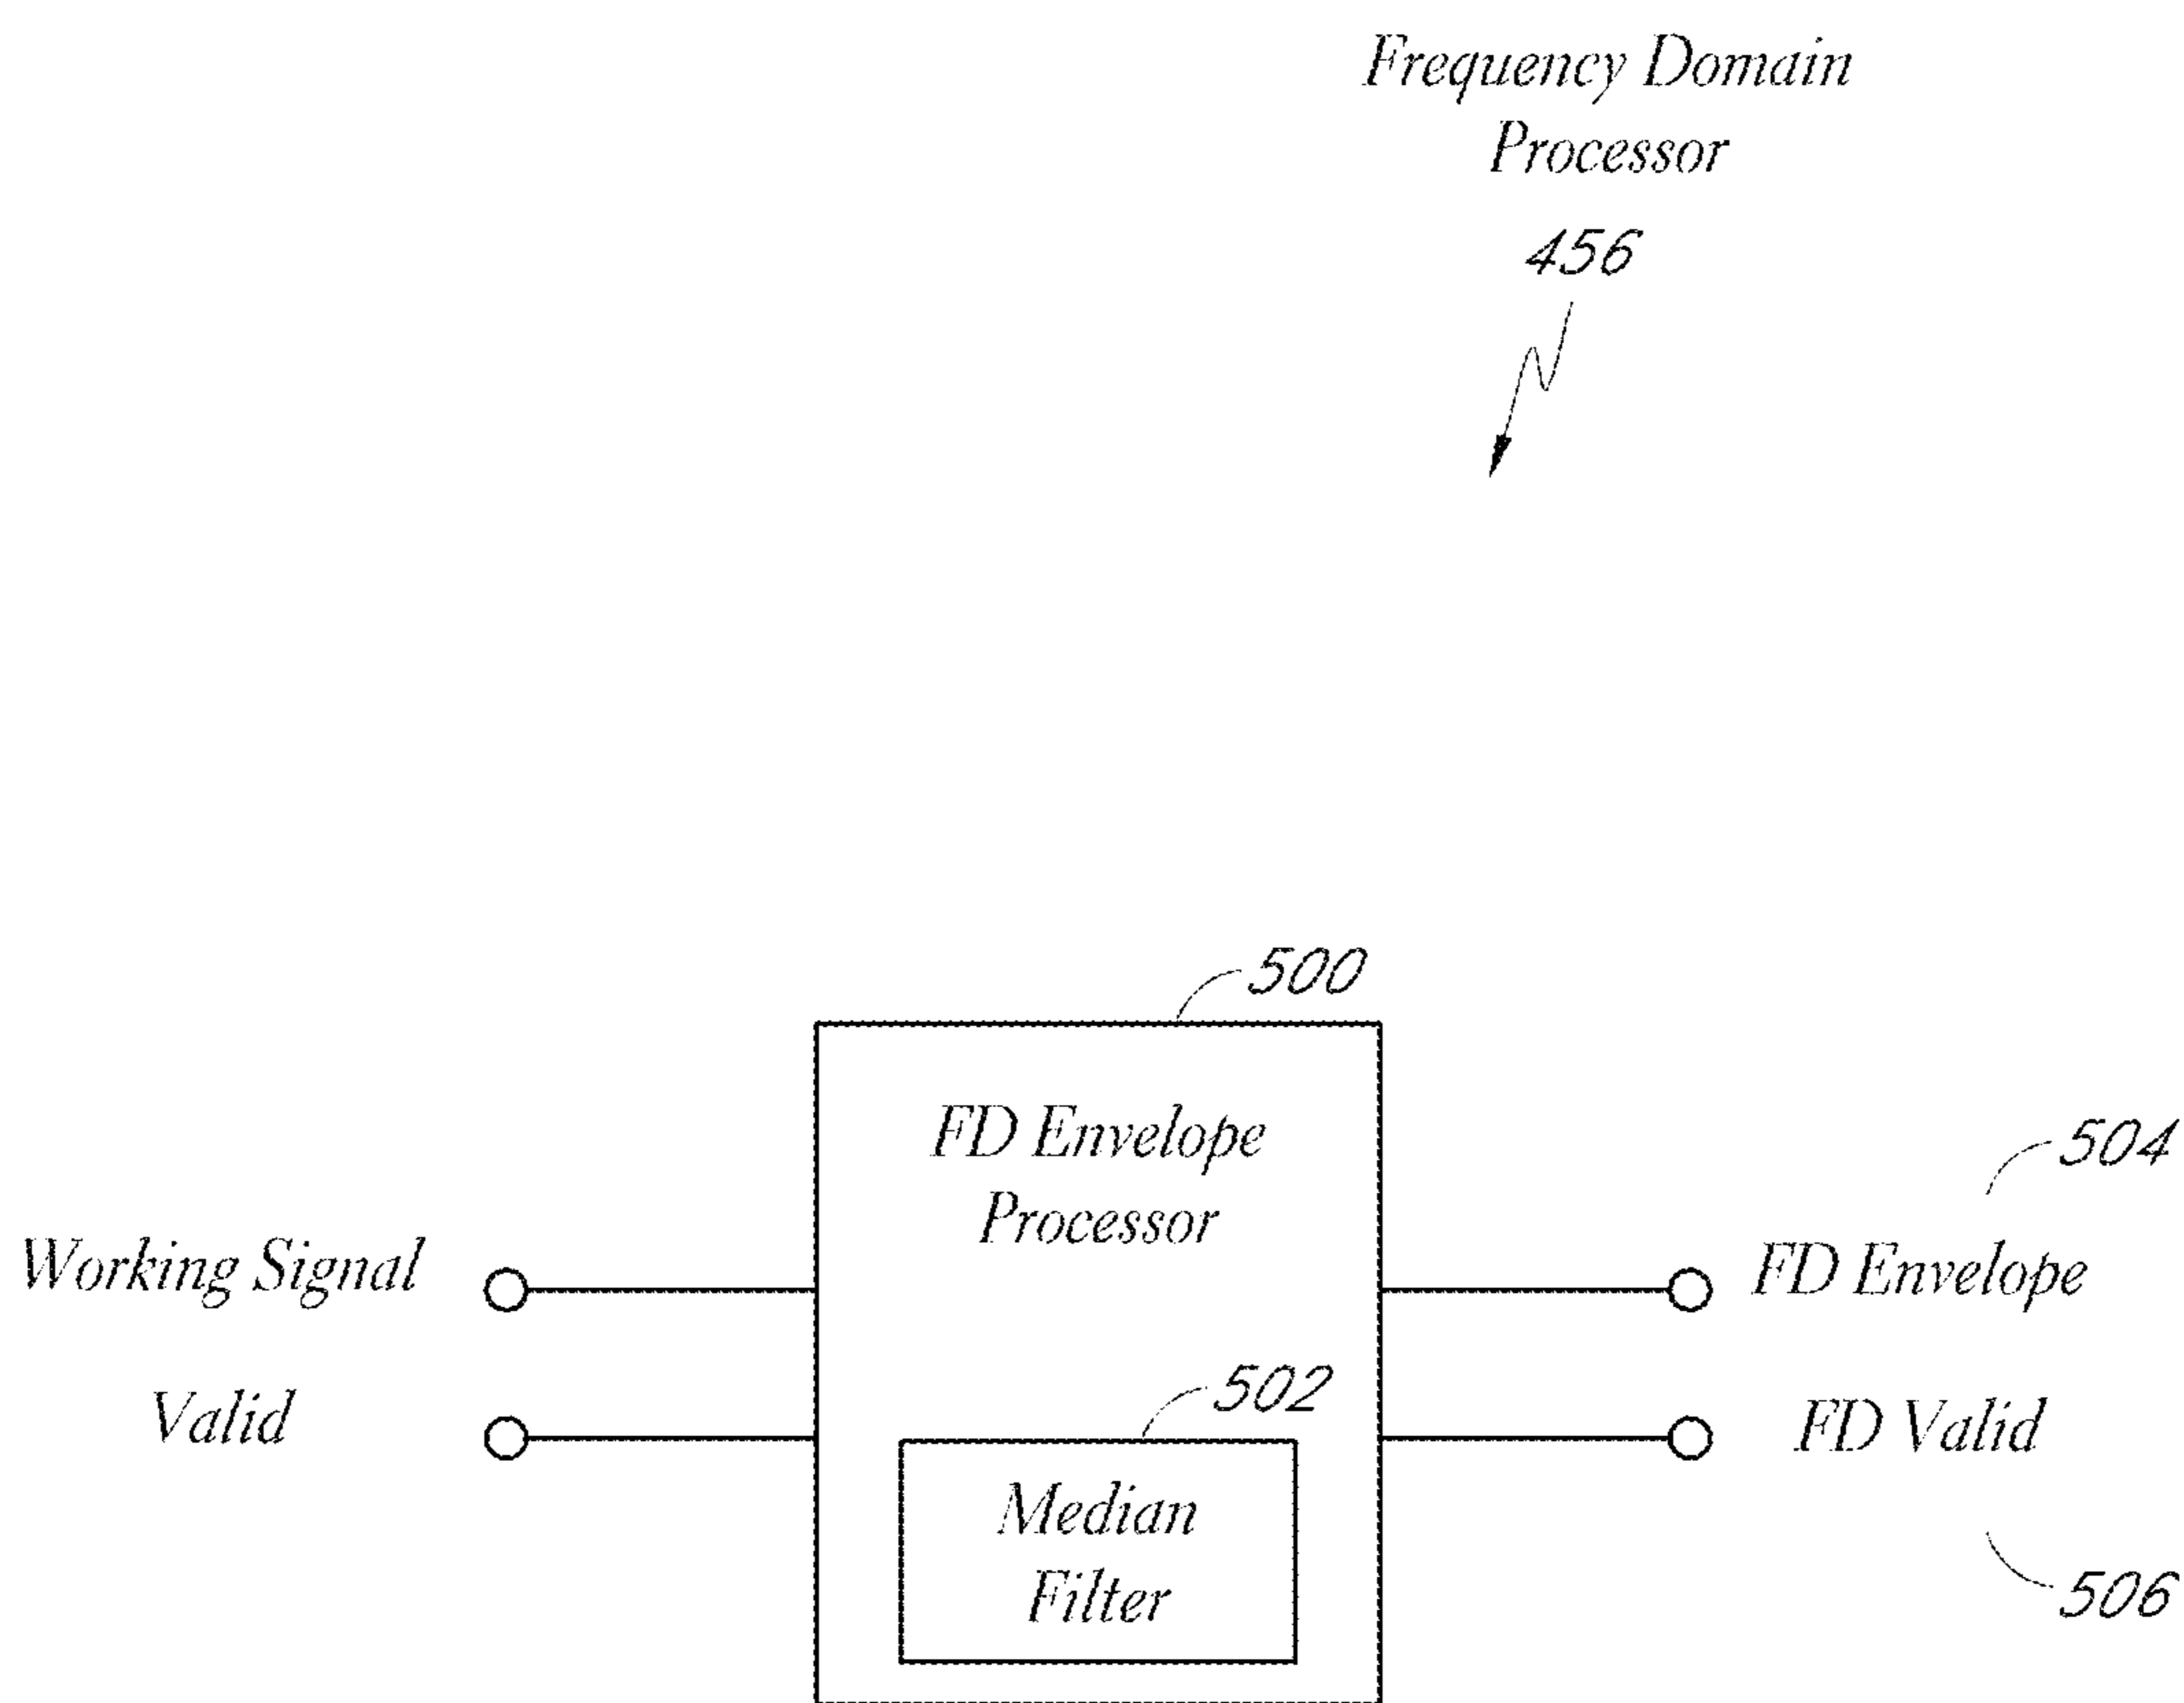 Frequency Domain
Processor
456
500
FD Envelope
Processor
504
Working Signal
FD Envelope
502
Valid
FD Valid
Median
Filter
506